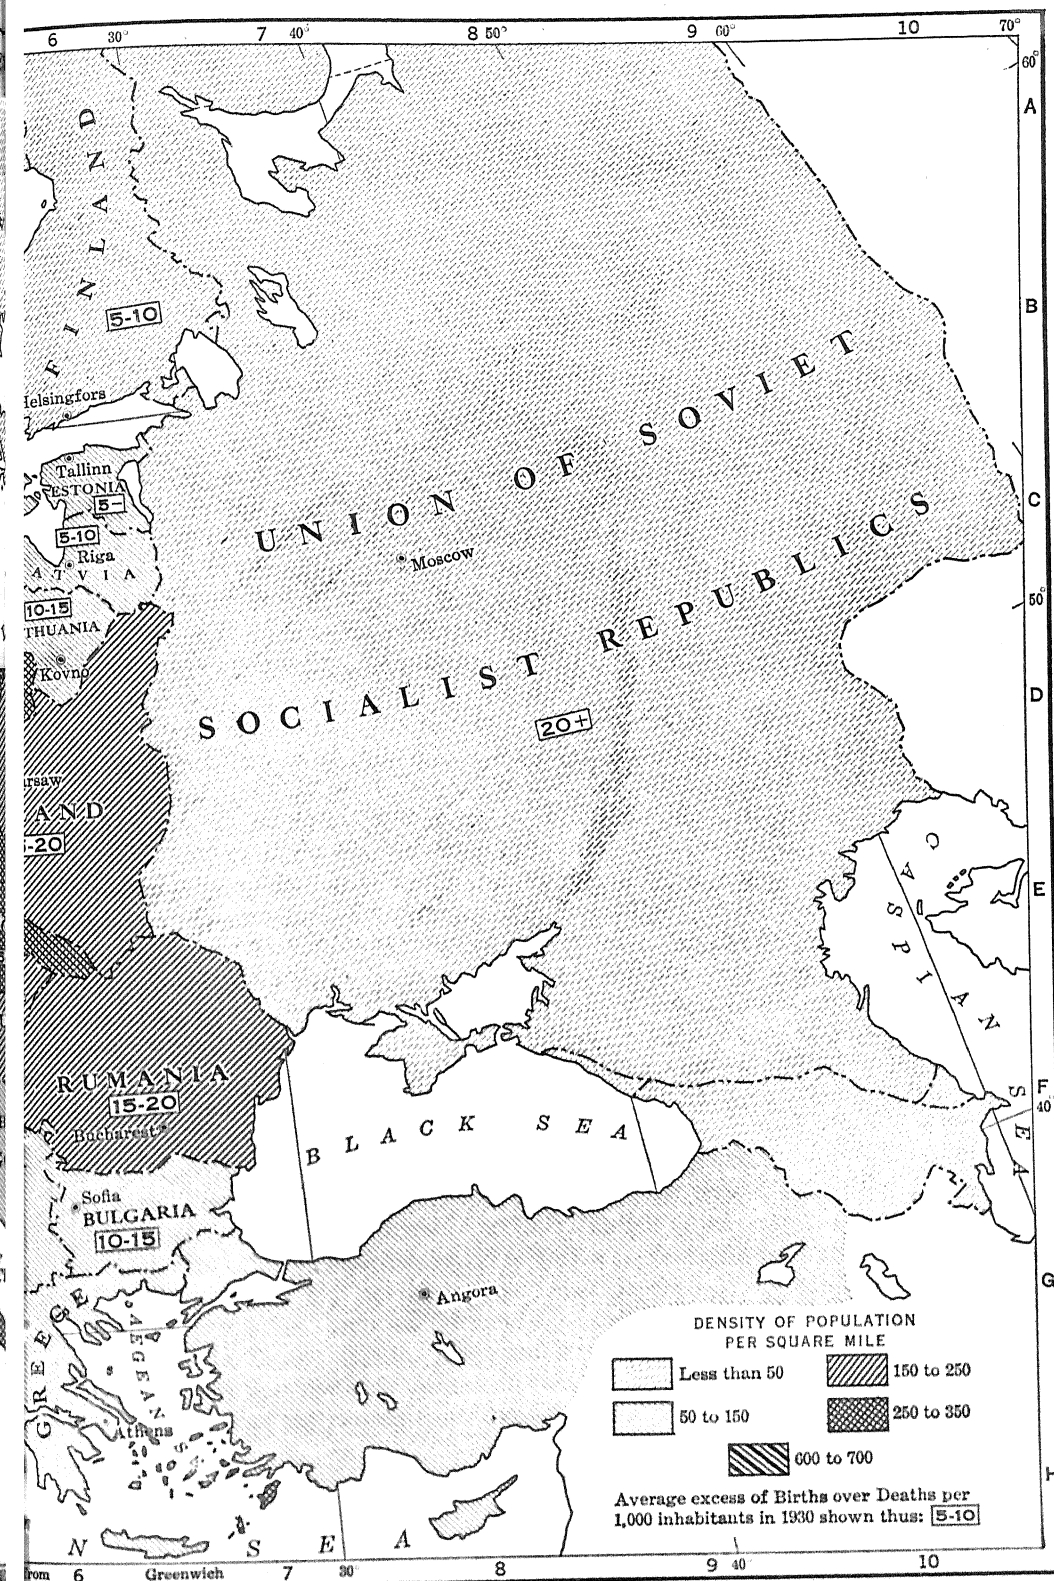 6 30° 7 40° 8 50° 9 60° 10 70°
60°
A
FINLAND
B
5-10
UNION OF SOVIET
elsingfors
Tallinn
ESTONIA
5-
C
5-10
Riga
ATVIA
Moscow
SOCIALIST REPUBLICS
50°
10-15
THUANIA
Kovno
D
20+
rsaw
AND
-20
CASPIAN SEA
E
RUMANIA
15-20
F
40°
Bucharest
BLACK SEA
Sofia
BULGARIA
10-15
GREECE
AEGEAN S
Angora
G
Athens
DENSITY OF POPULATION
PER SQUARE MILE
Less than 50 150 to 250
50 to 150 250 to 350
600 to 700
H
Average excess of Births over Deaths per
1,000 inhabitants in 1930 shown thus: 5-10
N SEA
from 6 Greenwich 7 30° 8 9 40° 10